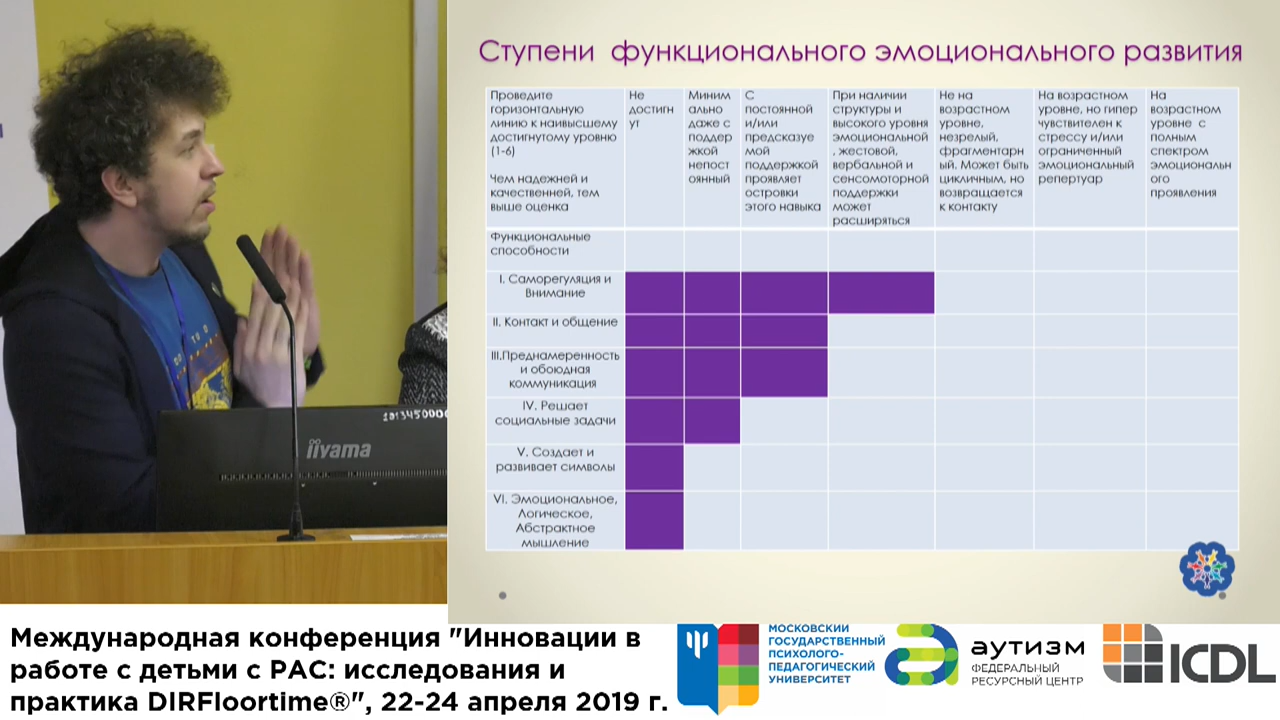 Ступени функционального эмоционального развития
Проведите
горизонтальную
линию к наивысшему
достигнутому уровню
(1-6)
Чем надежней и
качественней, тем
выше оценка
Не
достигн
ут
Миним
ально
даже с
поддер
жкой
непост
оянный
С
постоянной
и/или
предсказуе
мой
поддержкой
проявляет
островки
этого навыка
При наличии
структуры и
высокого уровня
эмоциональной
, жестовой,
вербальной и
сенсомоторной
поддержки
может
расширяться
Не на
возрастном
уровне,
незрелый,
фрагментарн
ый. Может быть
цикличным, но
возвращается
к контакту
На возрастном
уровне, но гипер
чувствителен к
стрессу и/или
ограниченный
эмоциональный
репертуар
На
возрастном
уровне с
полным
спектром
эмоциональн
ого
проявления
Функциональные
способности
I. Саморегуляция и
Внимание
II. Контакт и общение
III.Преднамеренность
и обоюдная
коммуникация
IV. Решает
социальные задачи
V. Создает и
развивает символы
VI. Эмоциональное,
Логическое,
Абстрактное
мышление
iiyama
Международная конференция "Инновации в
работе с детьми с РАС: исследования и
практика DIRFloortime®", 22-24 апреля 2019 г.
МОСКОВСКИЙ
ГОСУДАРСТВЕННЫЙ
ПСИХОЛОГО-
ПЕДАГОГИЧЕСКИЙ
УНИВЕРСИТЕТ
аутизм
ФЕДЕРАЛЬНЫЙ
РЕСУРСНЫЙ ЦЕНТР
ICDL